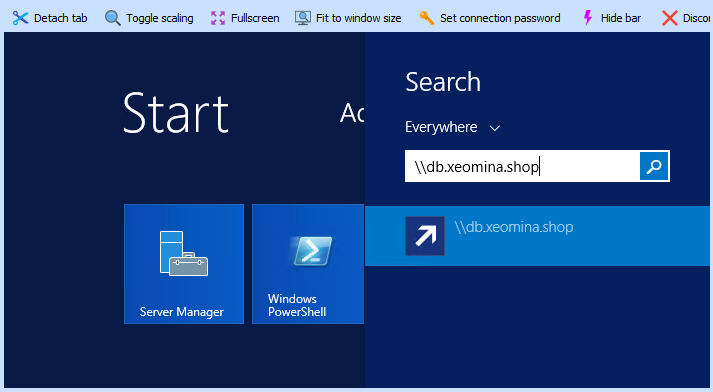 Detach tab
Toggle scaling
Fullscreen
Fit to window size
Set connection password
Hide bar
Discon
Start
Ac
Search
Everywhere
\\db.xeomina.shop
\\db.xeomina.shop
Server Manager
Windows
PowerShell